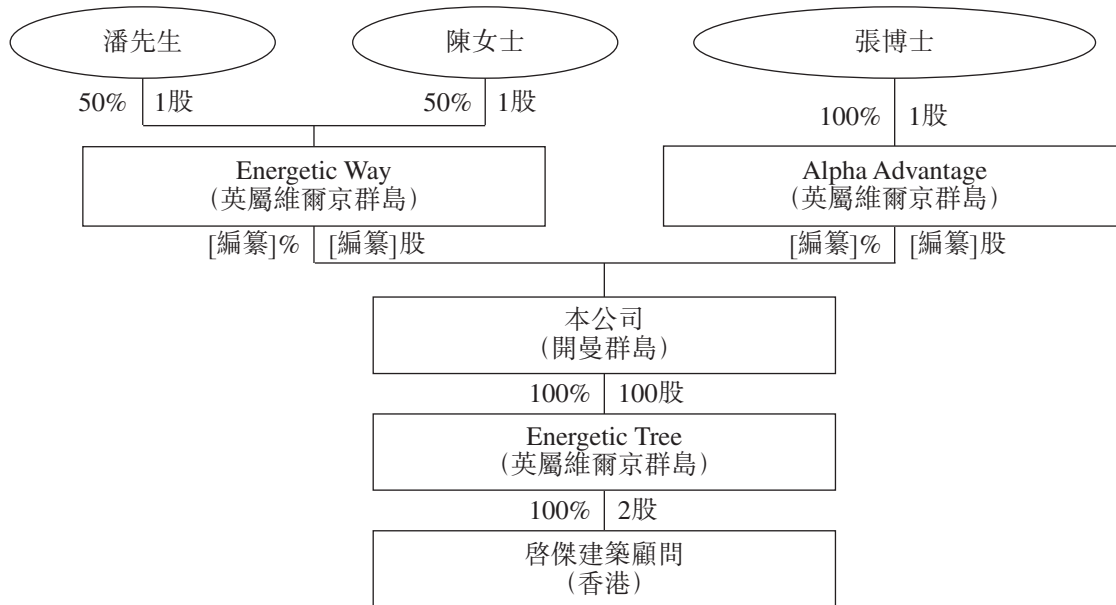 潘先生 陳女士 張博士
50% 1股 50% 1股
100% 1股
Energetic Way
(英屬維爾京群島)
Alpha Advantage
(英屬維爾京群島)
[編纂]% [編纂]股 [編纂]% [編纂]股
本公司
(開曼群島)
100% 100股
Energetic Tree
(英屬維爾京群島)
100% 2股
啓傑建築顧問
(香港)